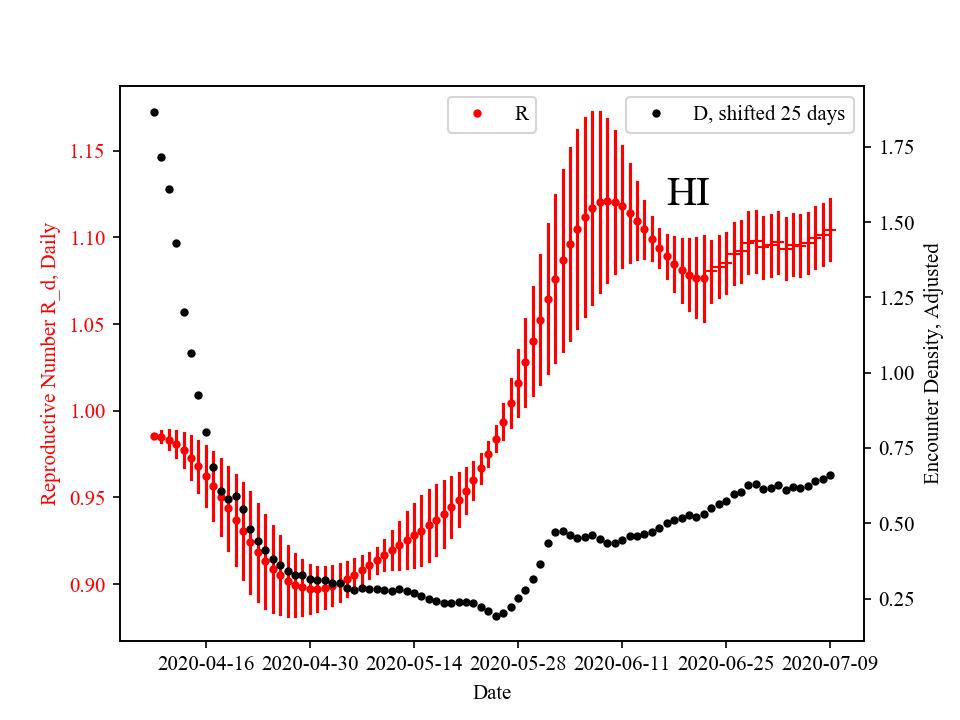 R
D, shifted 25 days
HI
Reproductive Number R_d, Daily
1.15
1.10
1.05
1.00
0.95
0.90
1.75
1.50
1.25
1.00
0.75
0.50
0.25
Encounter Density, Adjusted
2020-04-16 2020-04-30 2020-05-14 2020-05-28 2020-06-11 2020-06-25 2020-07-09
Date